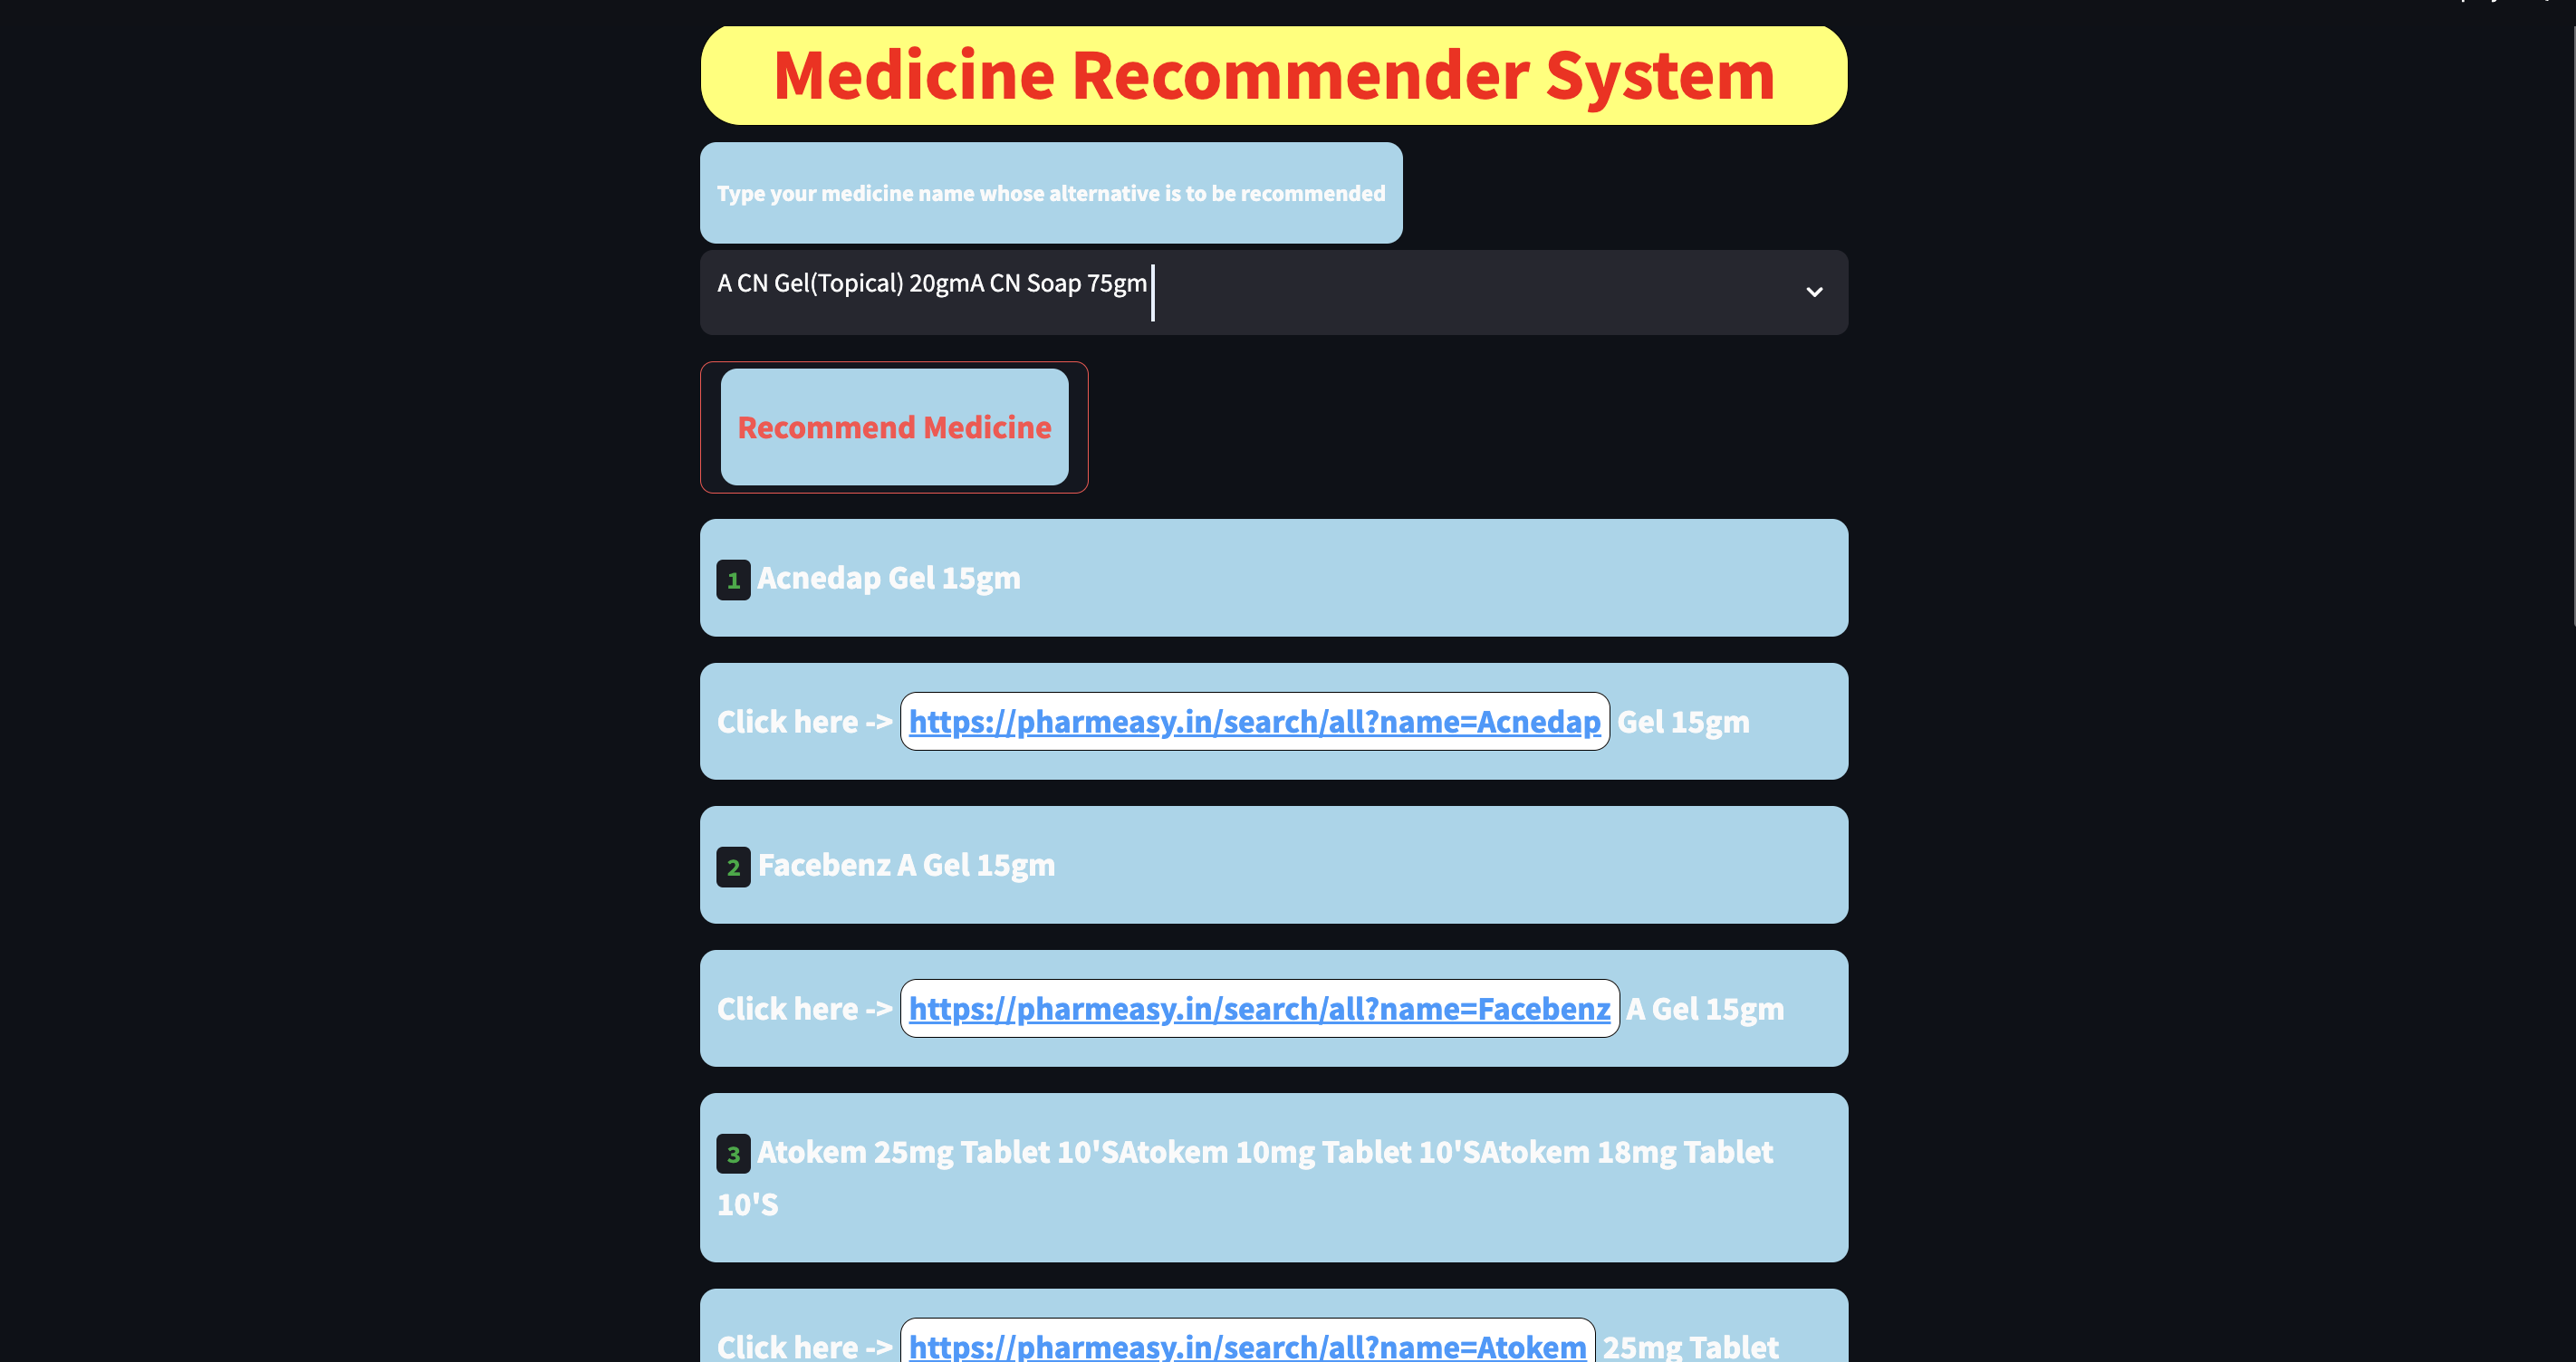 Medicine Recommender System
Type your medicine name whose alternative is to be recommended
A CN Gel(Topical) 20gmA CN Soap 75gm
Recommend Medicine
1 Acnedap Gel 15gm
Click here -> https://pharmeasy.in/search/all?name=Acnedap Gel 15gm
2 Facebenz A Gel 15gm
Click here -> https://pharmeasy.in/search/all?name=Facebenz A Gel 15gm
3 Atokem 25mg Tablet 10'SAtokem 10mg Tablet 10'SAtokem 18mg Tablet
10'S
Click here -> https://pharmeasy.in/search/all?name=Atokem 25mg Tablet